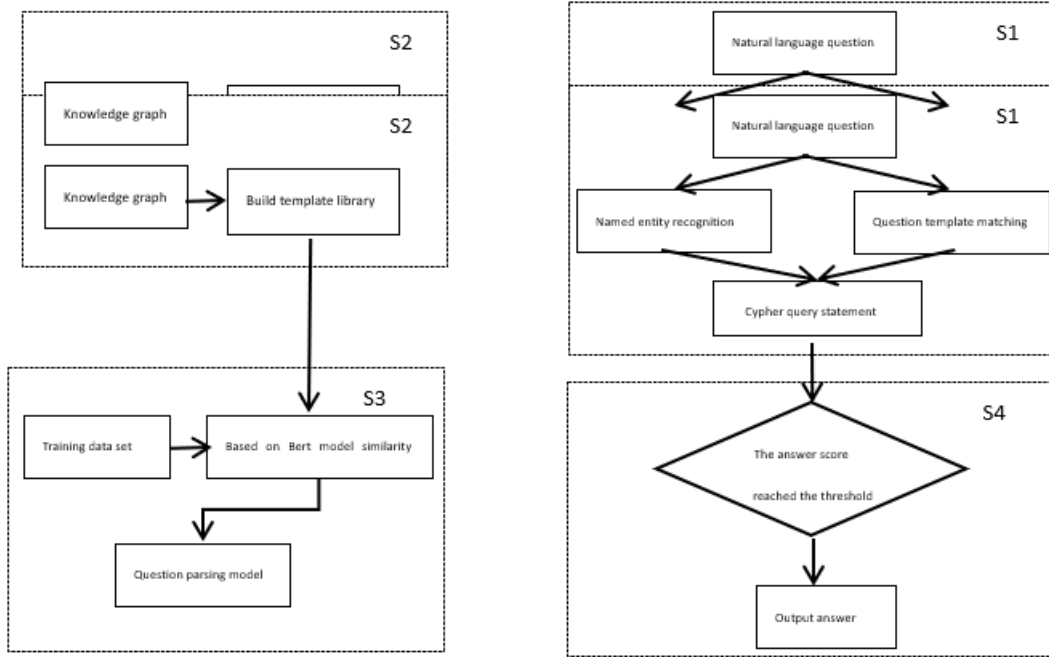 S2
Knowledge graph
S2
Knowledge graph
Build template library
S3
Training data set
Based on Bert model similarity
Question parsing model
S1
Natural language question
S1
Natural language question
Named entity recognition
Question template matching
Cypher query statement
S4
The answer score
reached the threshold
Output answer